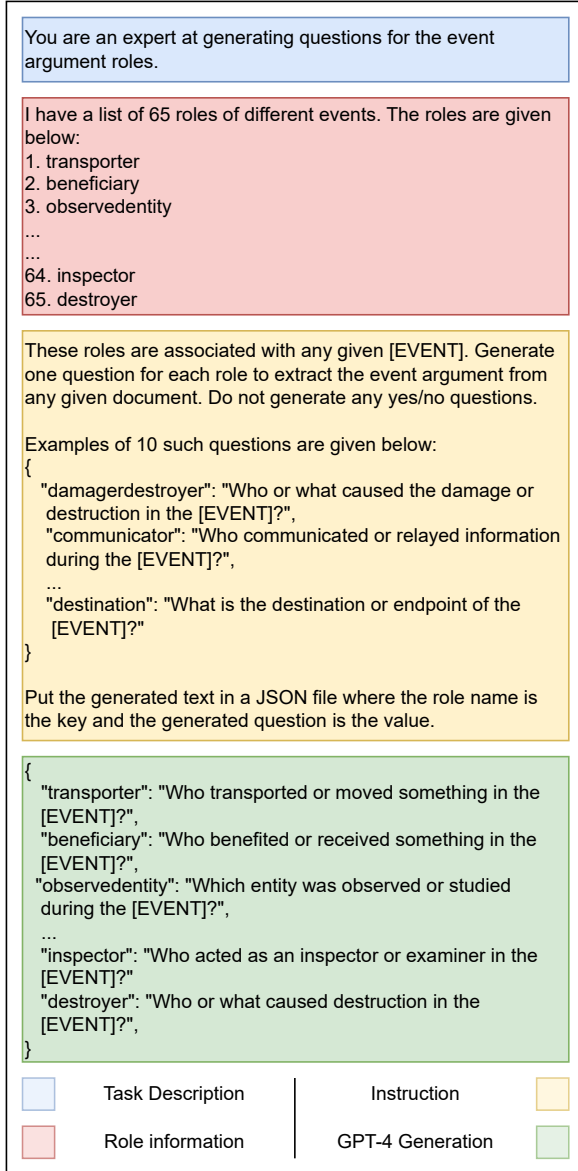 You are an expert at generating questions for the event
argument roles.
I have a list of 65 roles of different events. The roles are given
below:
1. transporter
2. beneficiary
3. observedentity
...
...
64. inspector
65. destroyer
These roles are associated with any given [EVENT]. Generate
one question for each role to extract the event argument from
any given document. Do not generate any yes/no questions.
Examples of 10 such questions are given below:
{
"damagerdestroyer": "Who or what caused the damage or
destruction in the [EVENT]?",
"communicator": "Who communicated or relayed information
during the [EVENT]?",
...
"destination": "What is the destination or endpoint of the
[EVENT]?"
}
Put the generated text in a JSON file where the role name is
the key and the generated question is the value.
{
"transporter": "Who transported or moved something in the
[EVENT]?",
"beneficiary": "Who benefited or received something in the
[EVENT]?",
"observedentity": "Which entity was observed or studied
during the [EVENT]?",
...
"inspector": "Who acted as an inspector or examiner in the
[EVENT]?"
"destroyer": "Who or what caused destruction in the
[EVENT]?",
}
Task Description
Instruction
Role information
GPT-4 Generation